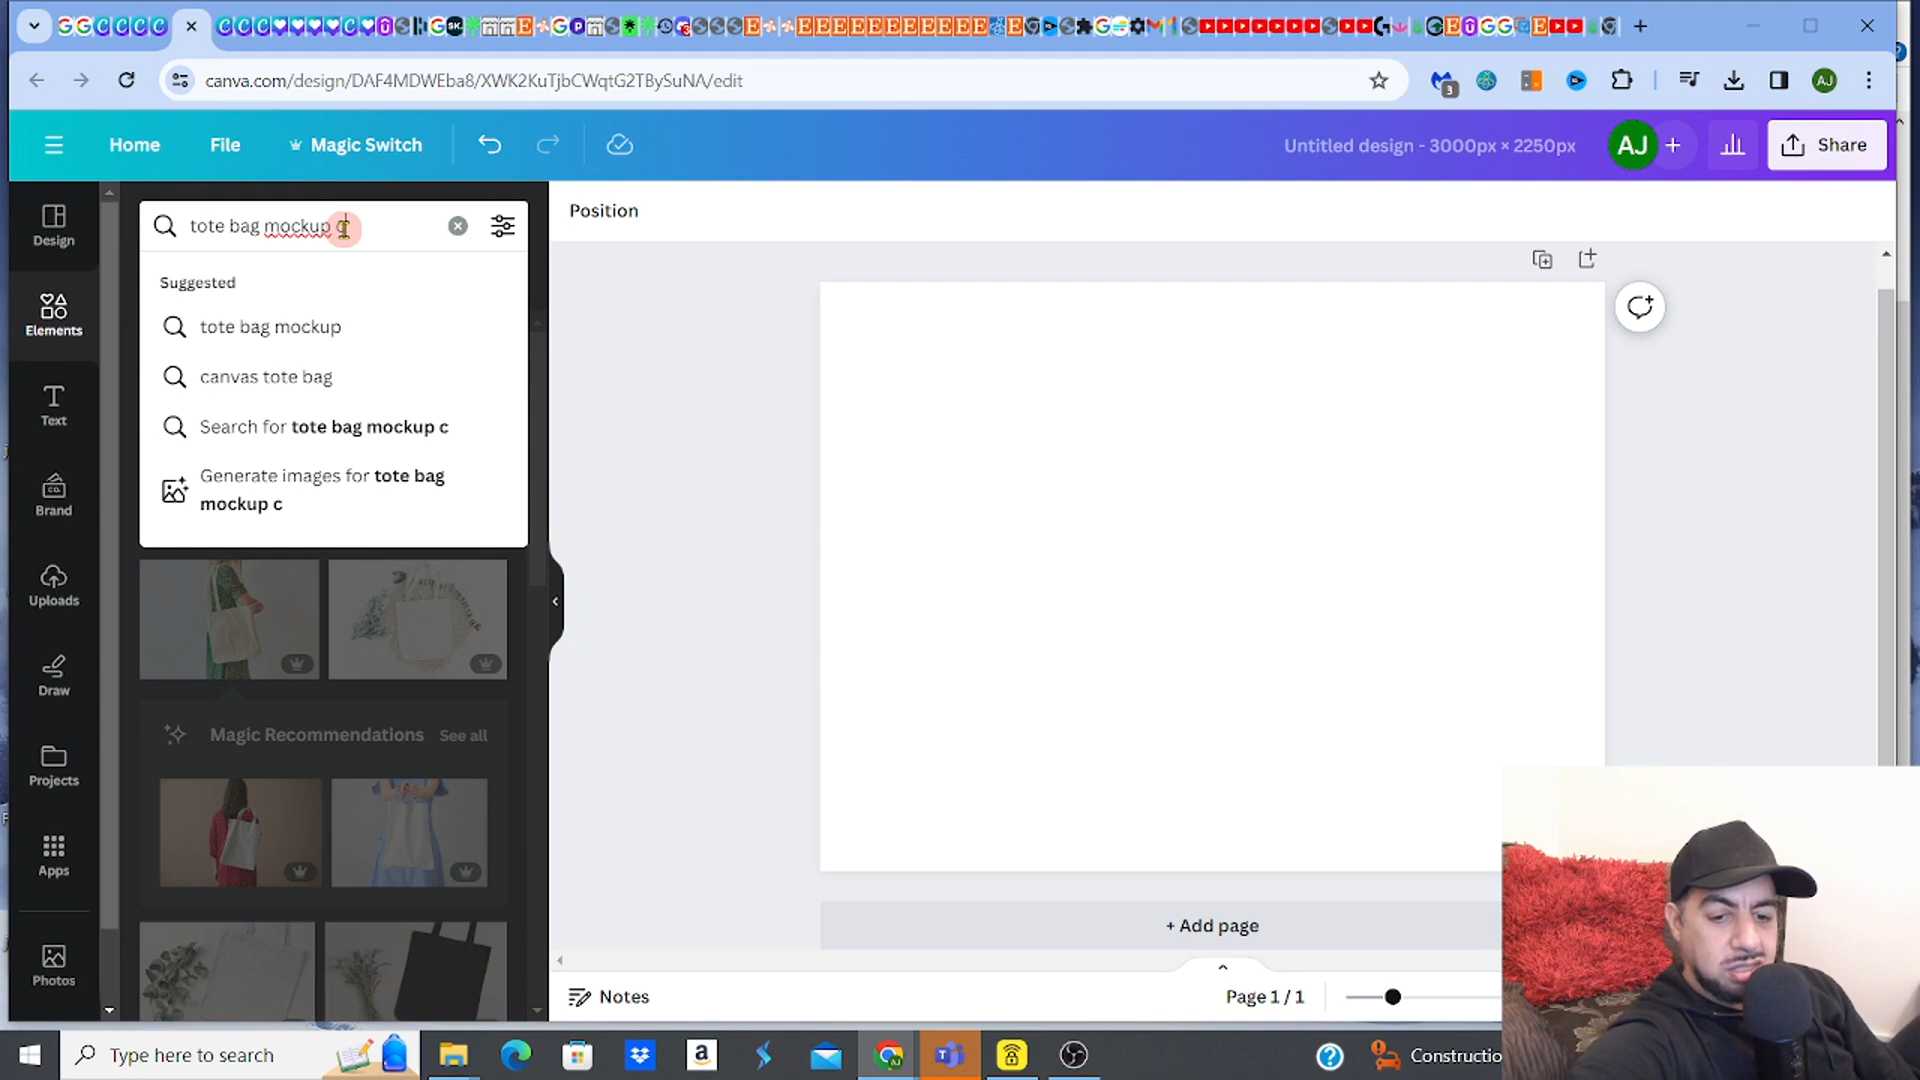 canva.com/design/DAF4MDWEba8/XWK2KuTjbCWqtG2TBySuNA/edit
3
AJ
Home
File
Magic Switch
Untitled design - 3000px × 2250px
AJ
+
Share
Design
Elements
Text
Brand
Uploads
Draw
Projects
Apps
Photos
tote bag mockup c
Suggested
tote bag mockup
canvas tote bag
Search for tote bag mockup c
Generate images for tote bag
mockup c
Magic Recommendations
See all
Position
+ Add page
Notes
Page 1 / 1
Type here to search
Constructio